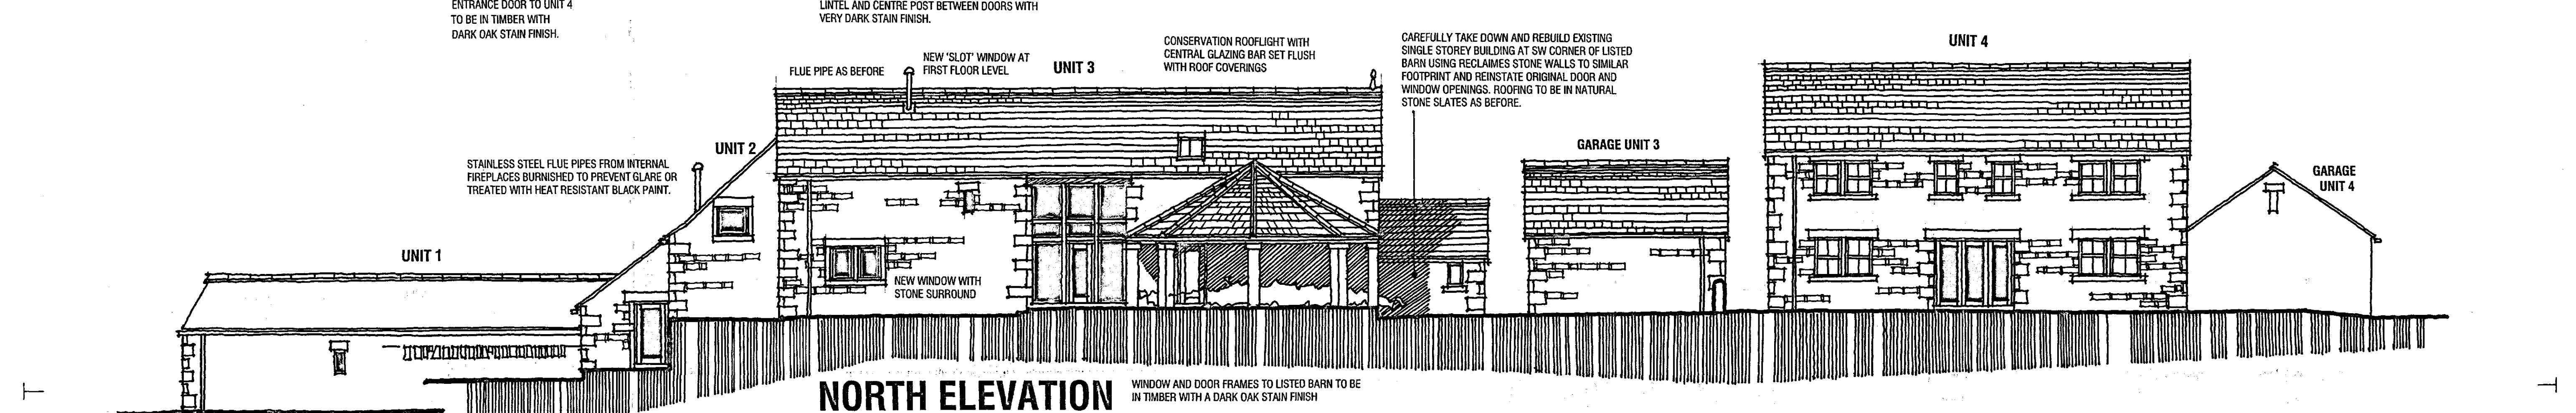 ENTRANCE DOOR TO UNIT 4
TO BE IN TIMBER WITH
DARK OAK STAIN FINISH.
LINTEL AND CENTRE POST BETWEEN DOORS WITH
VERY DARK STAIN FINISH.
FLUE PIPE AS BEFORE
NEW 'SLOT' WINDOW AT
FIRST FLOOR LEVEL
UNIT 3
CONSERVATION ROOFLIGHT WITH
CENTRAL GLAZING BAR SET FLUSH
WITH ROOF COVERINGS
CAREFULLY TAKE DOWN AND REBUILD EXISTING
SINGLE STOREY BUILDING AT SW CORNER OF LISTED
BARN USING RECLAIMES STONE WALLS TO SIMILAR
FOOTPRINT AND REINSTATE ORIGINAL DOOR AND
WINDOW OPENINGS. ROOFING TO BE IN NATURAL
STONE SLATES AS BEFORE.
UNIT 4
UNIT 2
STAINLESS STEEL FLUE PIPES FROM INTERNAL
FIREPLACES BURNISHED TO PREVENT GLARE OR
TREATED WITH HEAT RESISTANT BLACK PAINT.
GARAGE UNIT 3
GARAGE
UNIT 4
UNIT 1
NEW WINDOW WITH
STONE SURROUND
NORTH ELEVATION
WINDOW AND DOOR FRAMES TO LISTED BARN TO BE
IN TIMBER WITH A DARK OAK STAIN FINISH